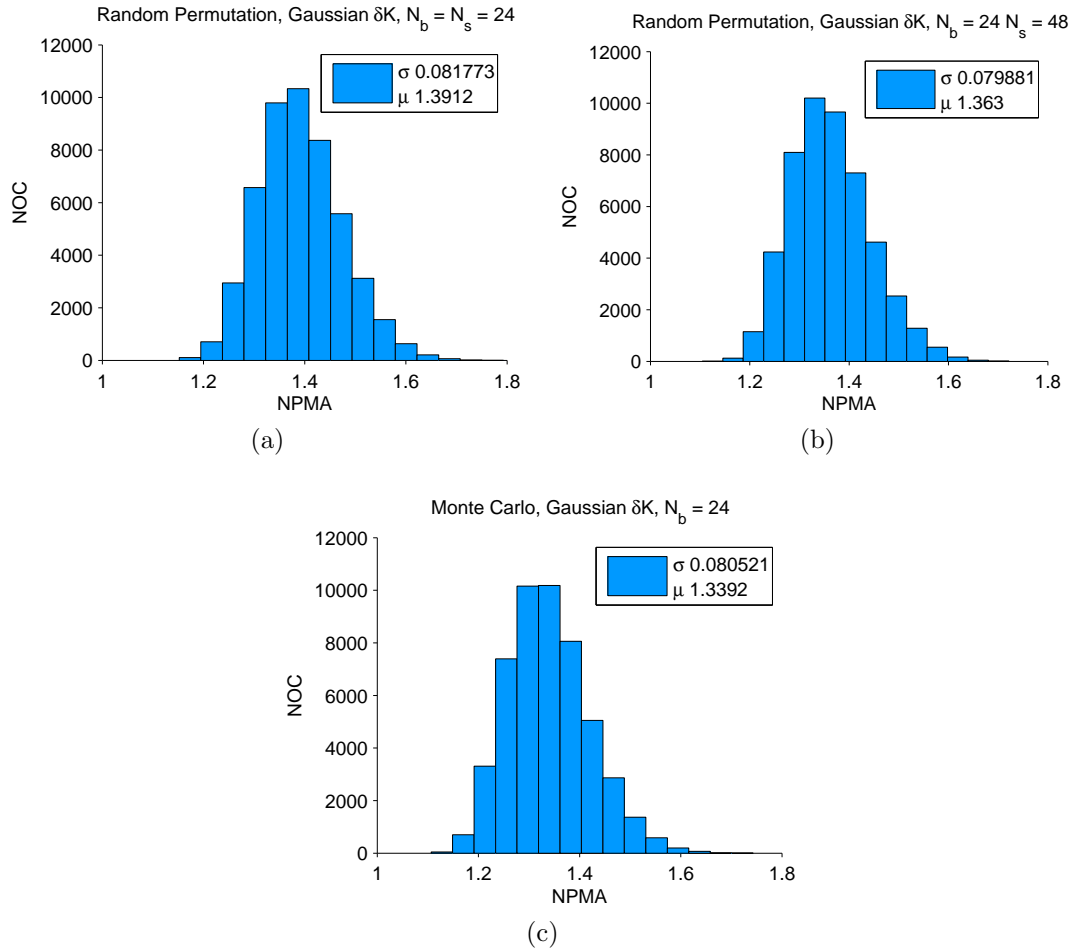 Random Permutation, Gaussian δK, N_b = N_s = 24
12000
10000
8000
6000
4000
2000
0
NOC
σ 0.081773
μ 1.3912
1 1.2 1.4 1.6 1.8
NPMA
(a)
Random Permutation, Gaussian δK, N_b = 24 N_s = 48
12000
10000
8000
6000
4000
2000
0
NOC
σ 0.079881
μ 1.363
1 1.2 1.4 1.6 1.8
NPMA
(b)
Monte Carlo, Gaussian δK, N_b = 24
12000
10000
8000
6000
4000
2000
0
NOC
σ 0.080521
μ 1.3392
1 1.2 1.4 1.6 1.8
NPMA
(c)